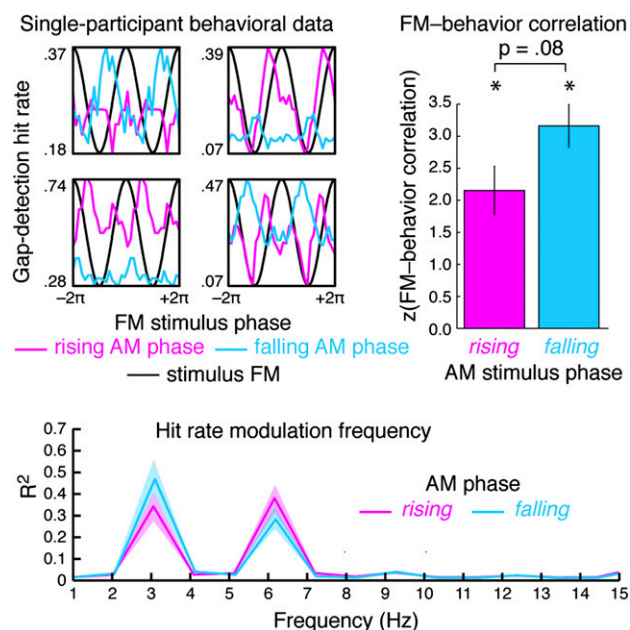 Single-participant behavioral data
Gap-detection hit rate
.37
.18
.39
.07
.74
.28
.47
.07
−2π +2π −2π +2π
FM stimulus phase
rising AM phase falling AM phase
stimulus FM
FM–behavior correlation
p = .08
* *
z(FM–behavior correlation)
3.5
3.0
2.5
2.0
1.5
1.0
0.5
0.0
rising falling
AM stimulus phase
Hit rate modulation frequency
AM phase
rising falling
R²
0.7
0.6
0.5
0.4
0.3
0.2
0.1
0
1 2 3 4 5 6 7 8 9 10 11 12 13 14 15
Frequency (Hz)